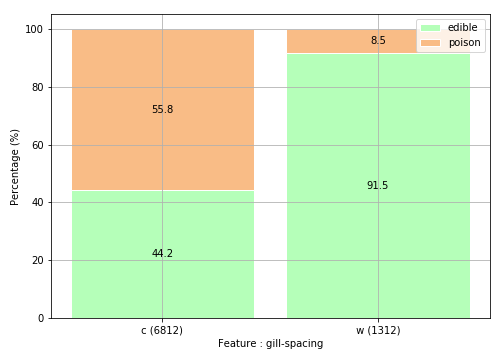 edible
poison
100
80
60
40
20
0
Percentage (%)
55.8
44.2
8.5
91.5
c (6812)
w (1312)
Feature : gill-spacing